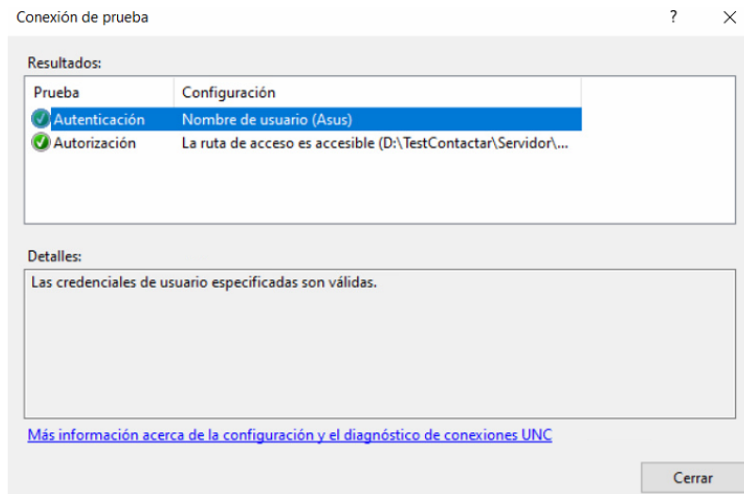 Conexión de prueba
?
Resultados:
Prueba Configuración
Autenticación Nombre de usuario (Asus)
Autorización La ruta de acceso es accesible (D:\TestContactar\Servidor\...
Detalles:
Las credenciales de usuario especificadas son válidas.
Más información acerca de la configuración y el diagnóstico de conexiones UNC
Cerrar